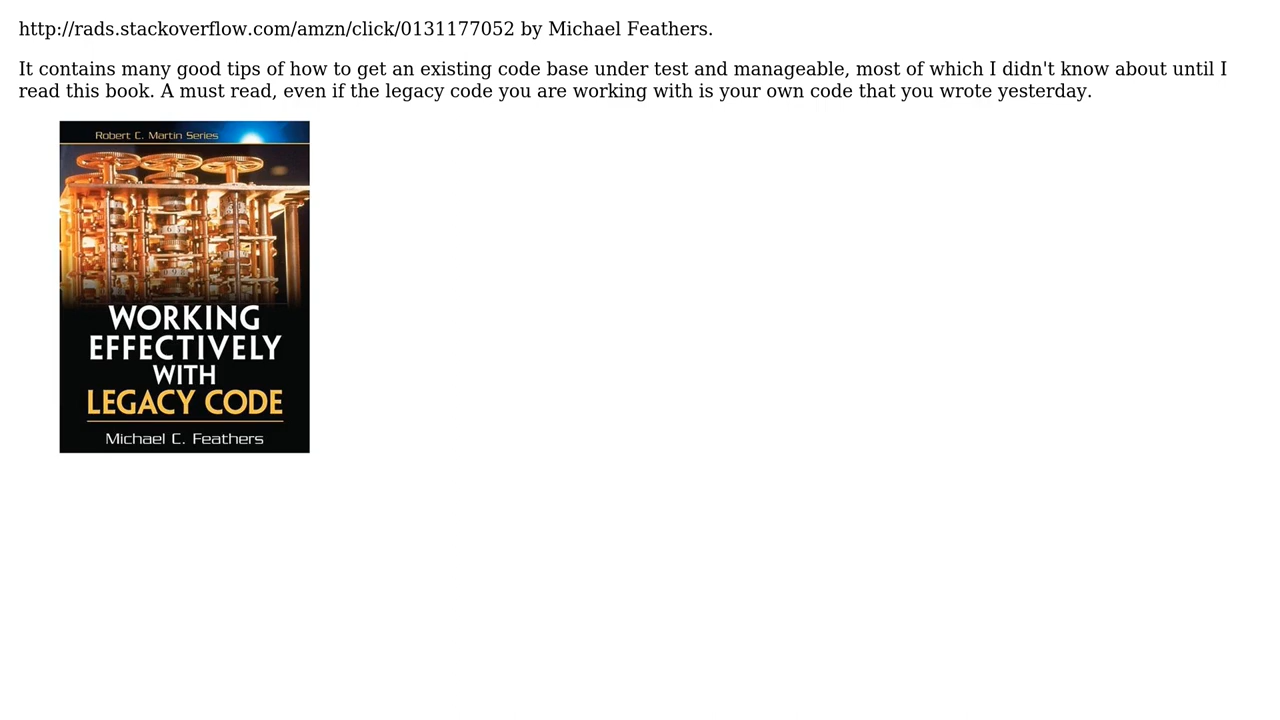 http://rads.stackoverflow.com/amzn/click/0131177052 by Michael Feathers.
It contains many good tips of how to get an existing code base under test and manageable, most of which I didn't know about until I
read this book. A must read, even if the legacy code you are working with is your own code that you wrote yesterday.
Robert C. Martin Series
WORKING
EFFECTIVELY
WITH
LEGACY CODE
Michael C. Feathers